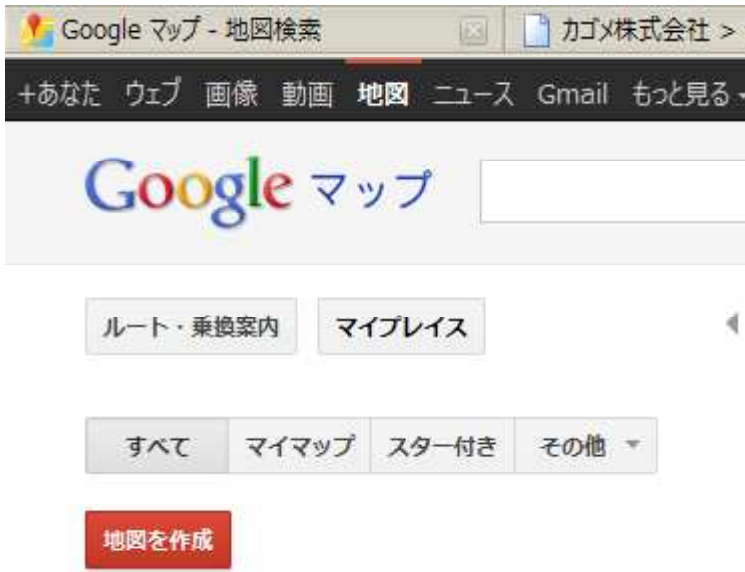 Google マップ - 地図検索 カゴメ株式会社 >
+あなた ウェブ 画像 動画 地図 ニュース Gmail もっと見る
Google マップ
ルート・乗換案内 マイプレイス
すべて マイマップ スター付き その他
地図を作成